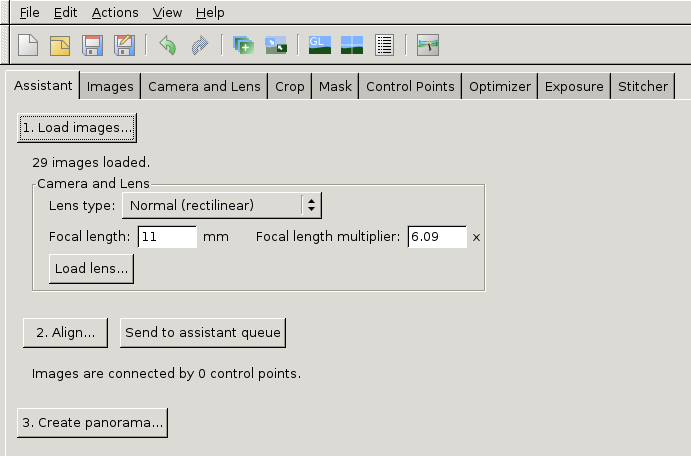 File Edit Actions View Help
GL
Assistant Images Camera and Lens Crop Mask Control Points Optimizer Exposure Stitcher
1. Load images...
29 images loaded.
Camera and Lens
Lens type: Normal (rectilinear)
Focal length: 11 mm Focal length multiplier: 6.09 x
Load lens...
2. Align... Send to assistant queue
Images are connected by 0 control points.
3. Create panorama...